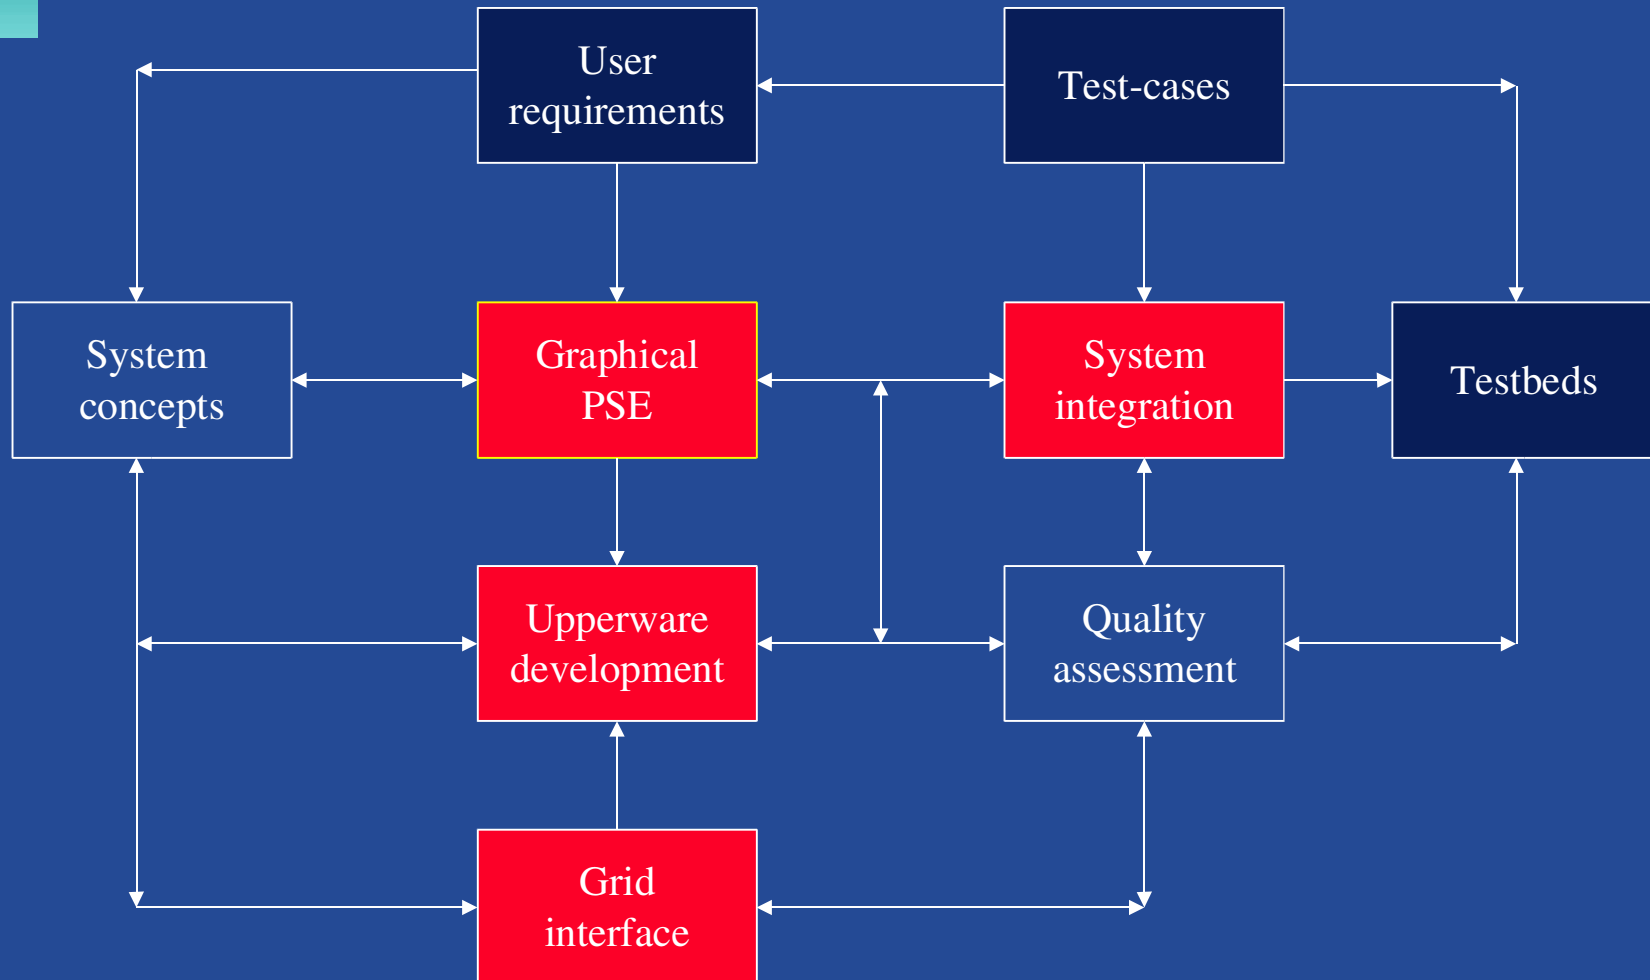 User
requirements
Test-cases
System
concepts
Graphical
PSE
System
integration
Testbeds
Upperware
development
Quality
assessment
Grid
interface